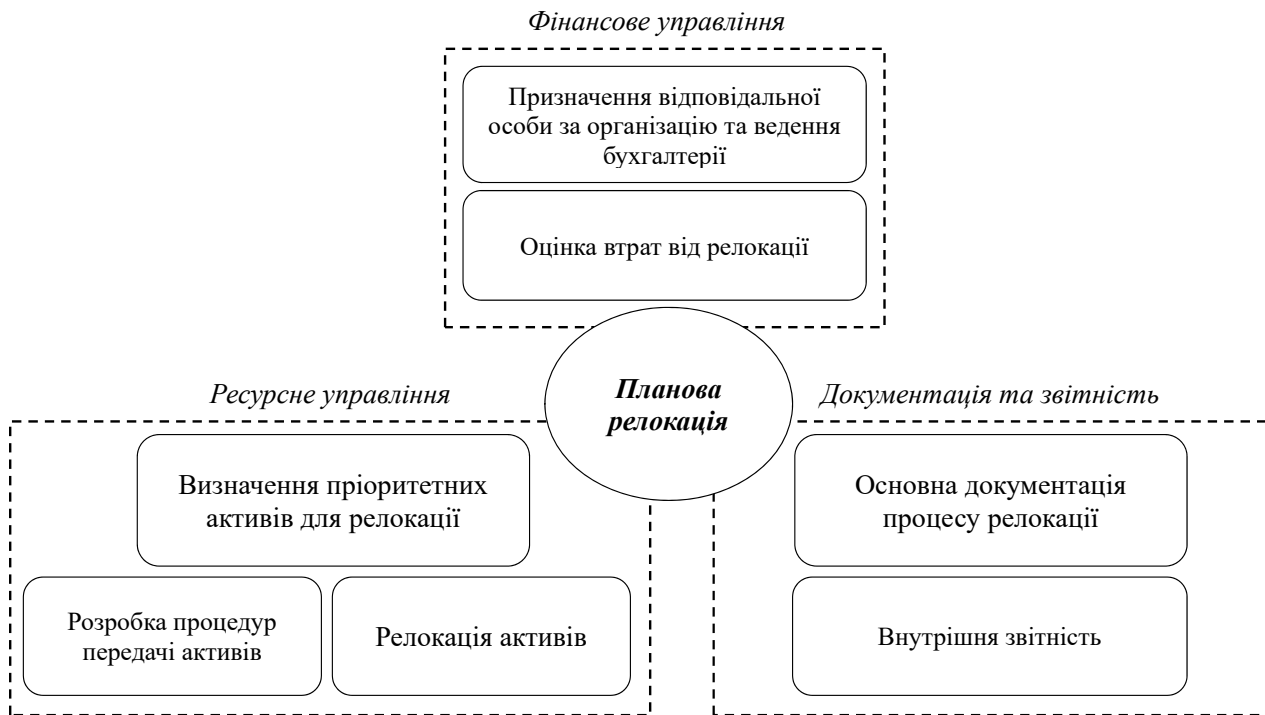 Фінансове управління
Призначення відповідальної
особи за організацію та ведення
бухгалтерії
Оцінка втрат від релокації
Планова
релокація
Ресурсне управління
Визначення пріоритетних
активів для релокації
Розробка процедур
передачі активів
Релокація активів
Документація та звітність
Основна документація
процесу релокації
Внутрішня звітність